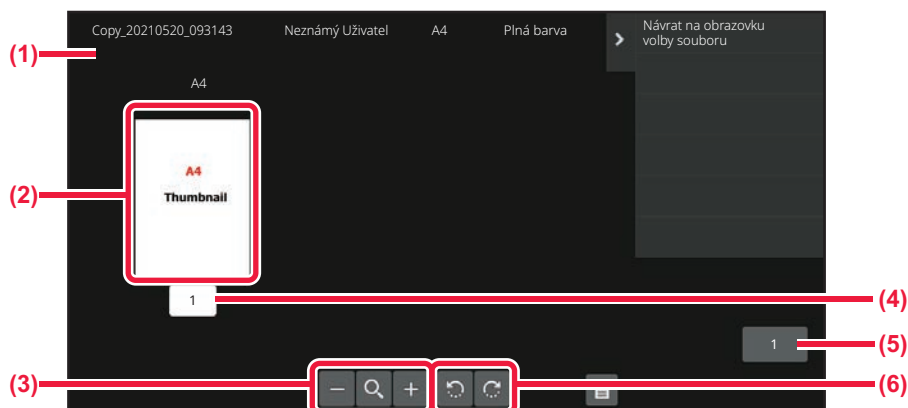 Copy_20210520_093143 Neznámý Uživatel A4 Plná barva
Návrat na obrazovku
volby souboru
(1)
A4
A4
Thumbnail
(2)
1
(4)
1
(5)
(3)
(6)